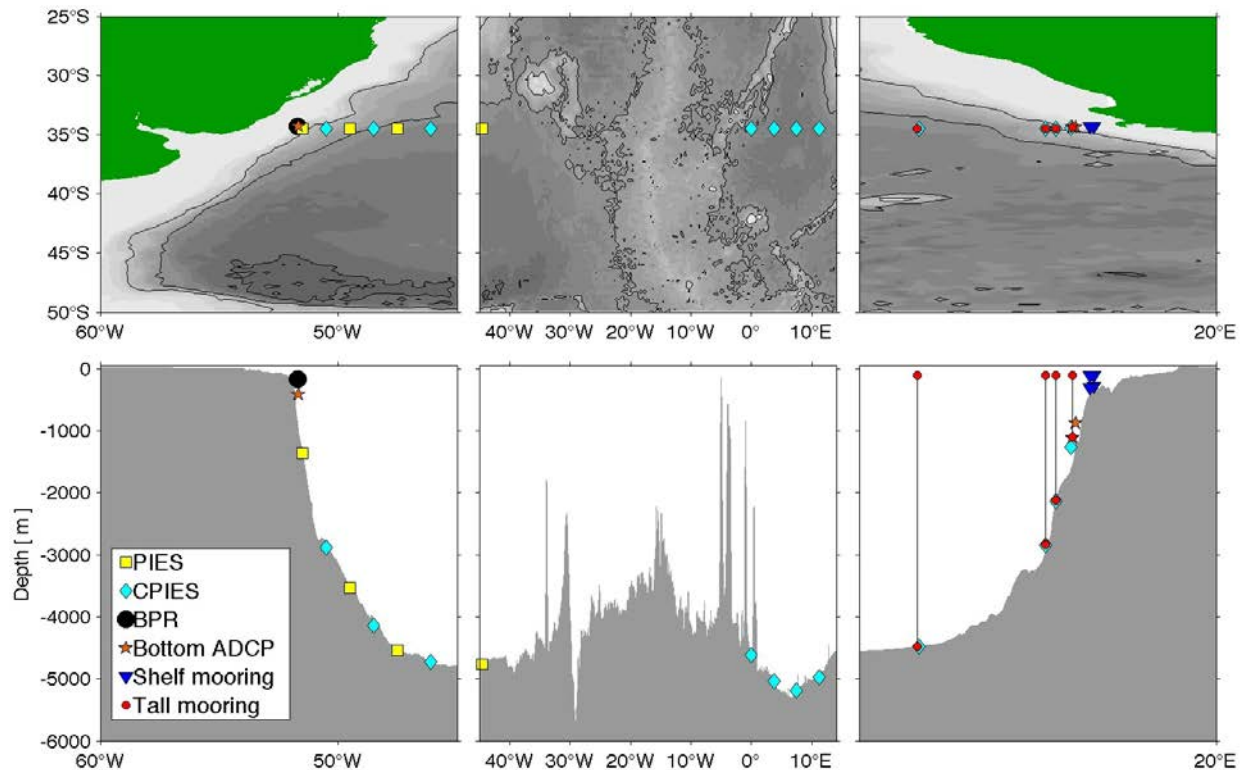 25°S
30°S
35°S
40°S
45°S
50°S
60°W 50°W 40°W 30°W 20°W 10°W 0° 10°E 20°E
0
-1000
-2000
-3000
-4000
-5000
-6000
Depth [ m ]
PIES
CPIES
BPR
Bottom ADCP
Shelf mooring
Tall mooring
60°W 50°W 40°W 30°W 20°W 10°W 0° 10°E 20°E